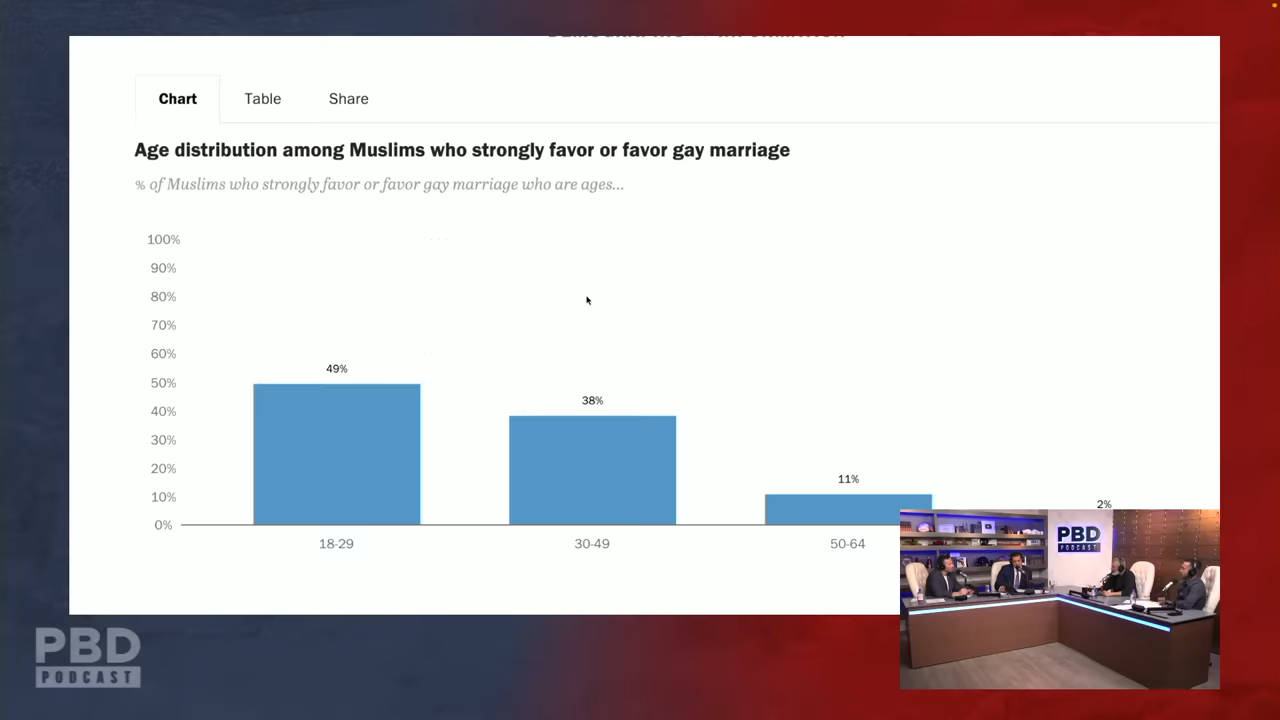 Chart Table Share
Age distribution among Muslims who strongly favor or favor gay marriage
% of Muslims who strongly favor or favor gay marriage who are ages...
100%
90%
80%
70%
60%
50%
40%
30%
20%
10%
0%
49%
38%
11%
2%
18-29 30-49 50-64
PBD
PODCAST
PBD
PODCAST